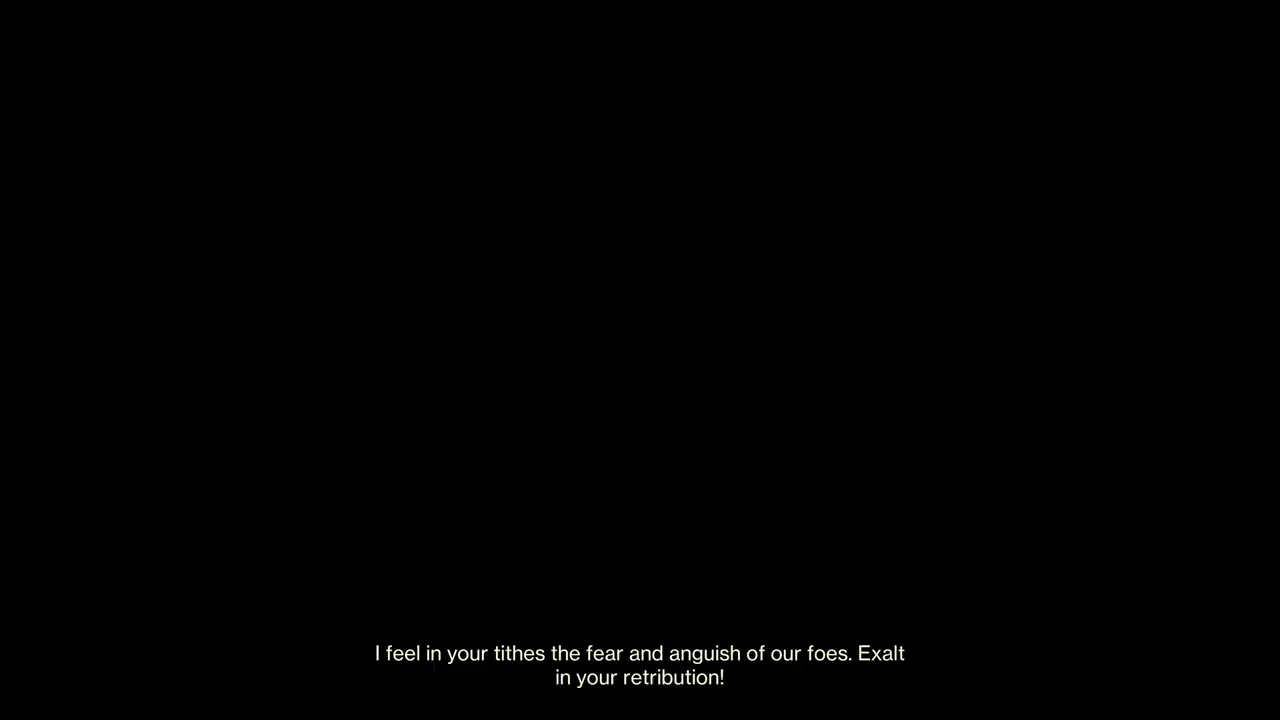 I feel in your tithes the fear and anguish of our foes. Exalt
in your retribution!